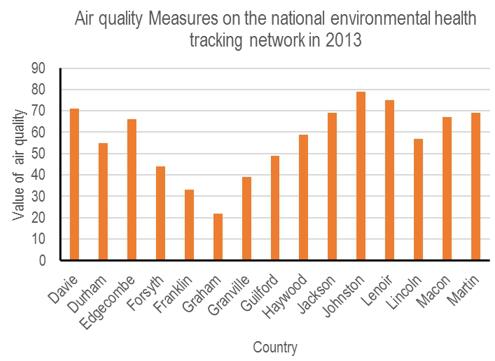 Air quality Measures on the national environmental health
tracking network in 2013
Value of air quality
90
80
70
60
50
40
30
20
10
0
Davie
Durham
Edgecombe
Forsyth
Franklin
Graham
Granville
Guilford
Haywood
Jackson
Johnston
Lenoir
Lincoln
Macon
Martin
Country